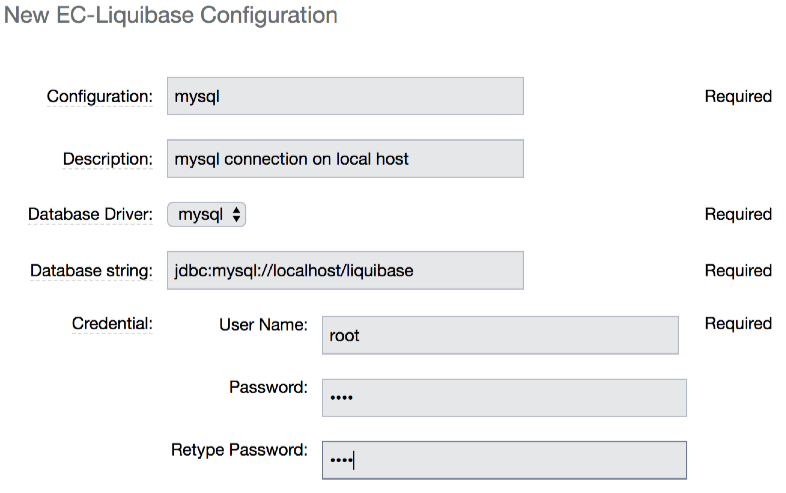 New EC-Liquibase Configuration
Configuration: mysql Required
Description: mysql connection on local host
Database Driver: mysql Required
Database string: jdbc:mysql://localhost/liquibase Required
Credential: User Name: root Required
Password: ••••
Retype Password: ••••